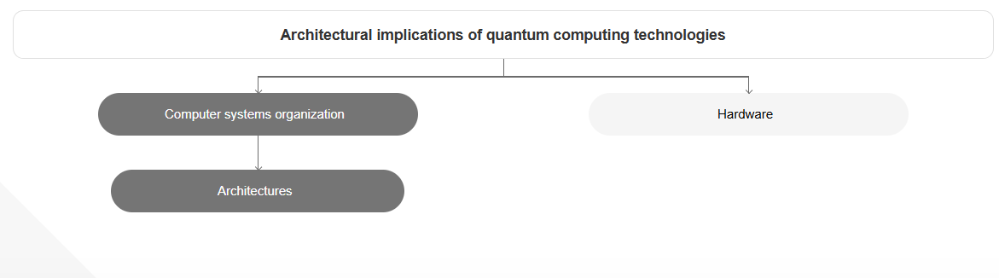 Architectural implications of quantum computing technologies
Computer systems organization
Hardware
Architectures